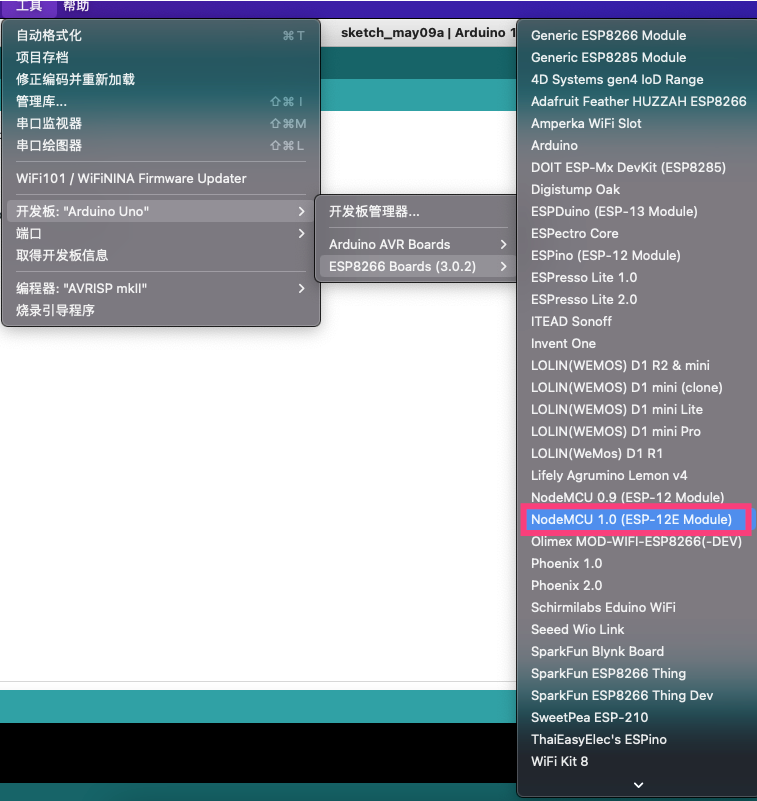 工具 帮助
自动格式化 ⌘ T
项目存档
修正编码并重新加载
管理库... ⇧⌘ I
串口监视器 ⇧⌘M
串口绘图器 ⇧⌘ L
WiFi101 / WiFiNINA Firmware Updater
开发板: "Arduino Uno"
端口
取得开发板信息
编程器: "AVRISP mkII"
烧录引导程序
sketch_may09a | Arduino 1
开发板管理器...
Arduino AVR Boards
ESP8266 Boards (3.0.2)
Generic ESP8266 Module
Generic ESP8285 Module
4D Systems gen4 IoD Range
Adafruit Feather HUZZAH ESP8266
Amperka WiFi Slot
Arduino
DOIT ESP-Mx DevKit (ESP8285)
Digistump Oak
ESPDuino (ESP-13 Module)
ESPectro Core
ESPino (ESP-12 Module)
ESPresso Lite 1.0
ESPresso Lite 2.0
ITEAD Sonoff
Invent One
LOLIN(WEMOS) D1 R2 & mini
LOLIN(WEMOS) D1 mini (clone)
LOLIN(WEMOS) D1 mini Lite
LOLIN(WEMOS) D1 mini Pro
LOLIN(WeMos) D1 R1
Lifely Agrumino Lemon v4
NodeMCU 0.9 (ESP-12 Module)
NodeMCU 1.0 (ESP-12E Module)
Olimex MOD-WIFI-ESP8266(-DEV)
Phoenix 1.0
Phoenix 2.0
Schirmilabs Eduino WiFi
Seeed Wio Link
SparkFun Blynk Board
SparkFun ESP8266 Thing
SparkFun ESP8266 Thing Dev
SweetPea ESP-210
ThaiEasyElec's ESPino
WiFi Kit 8